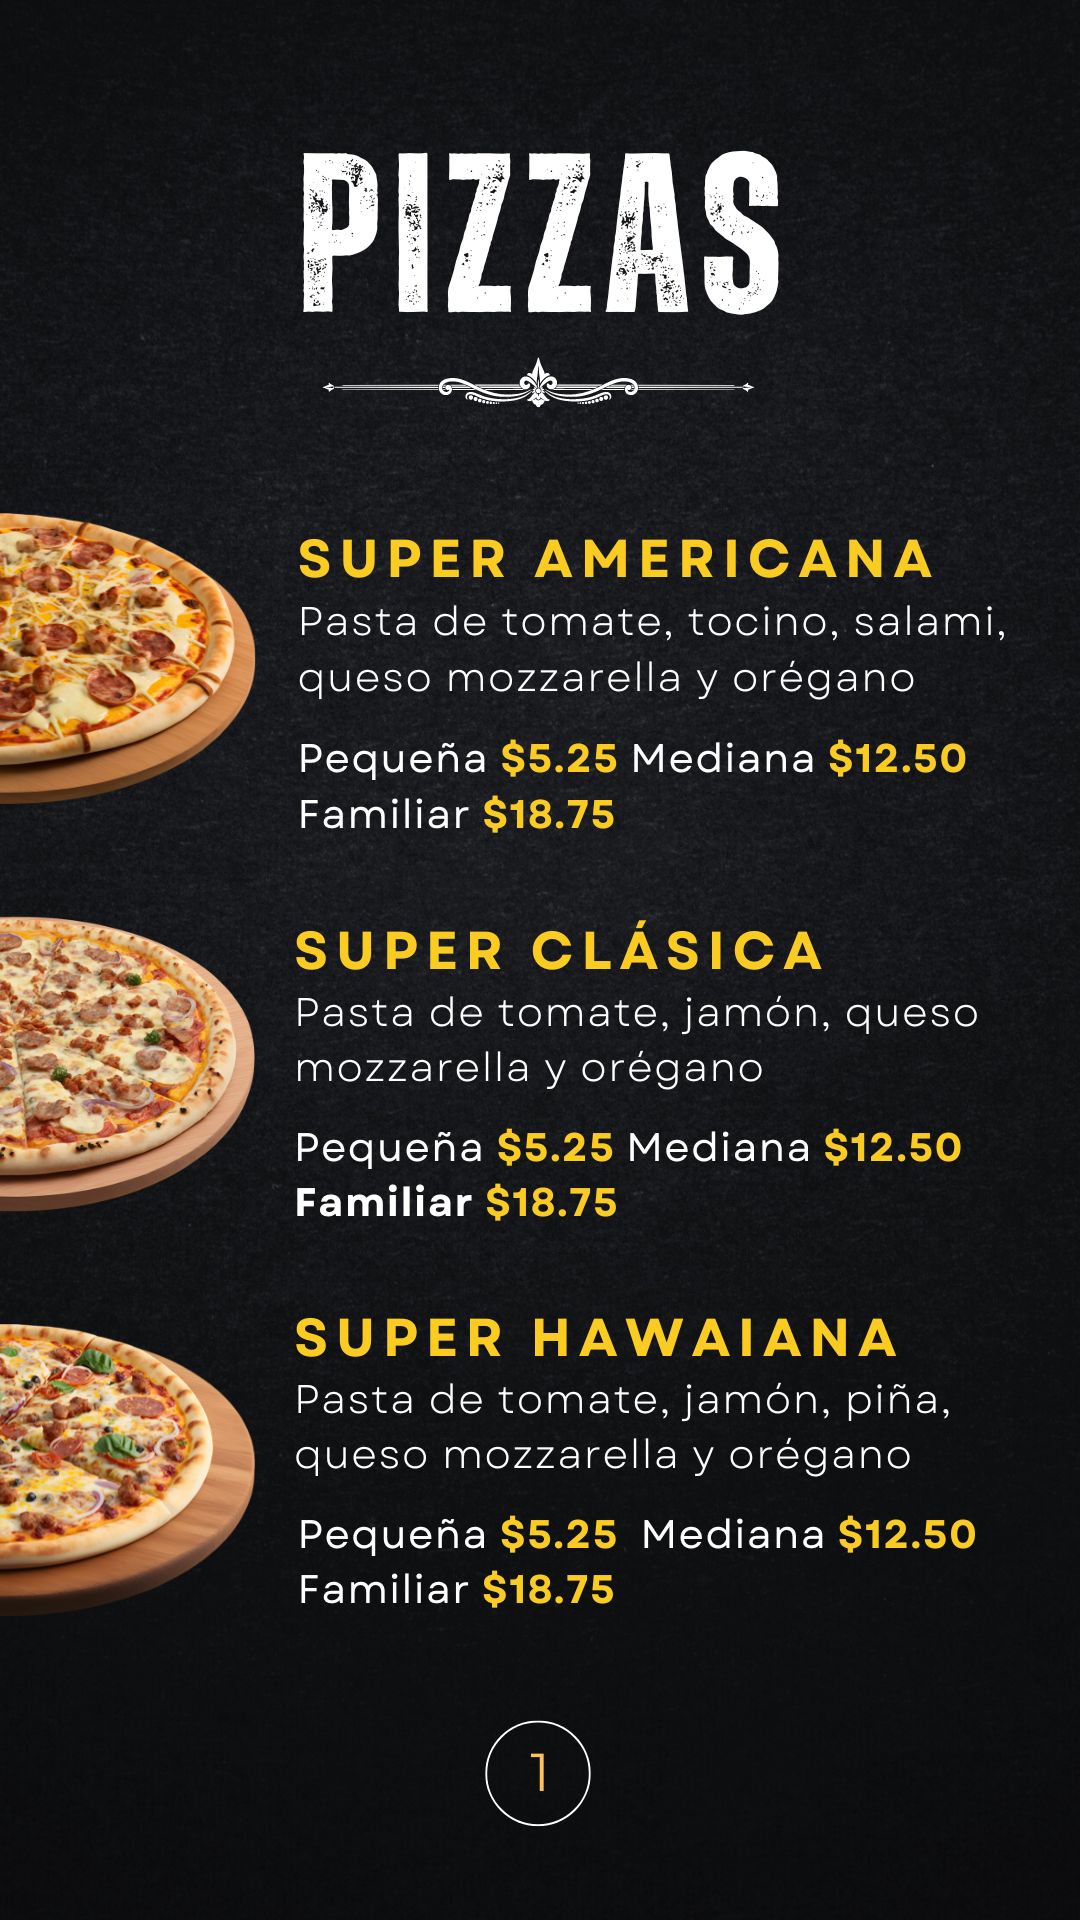 PIZZAS
SUPER AMERICANA
Pasta de tomate, tocino, salami,
queso mozzarella y orégano
Pequeña $5.25 Mediana $12.50
Familiar $18.75
SUPER CLÁSICA
Pasta de tomate, jamón, queso
mozzarella y orégano
Pequeña $5.25 Mediana $12.50
Familiar $18.75
SUPER HAWAIANA
Pasta de tomate, jamón, piña,
queso mozzarella y orégano
Pequeña $5.25 Mediana $12.50
Familiar $18.75
1